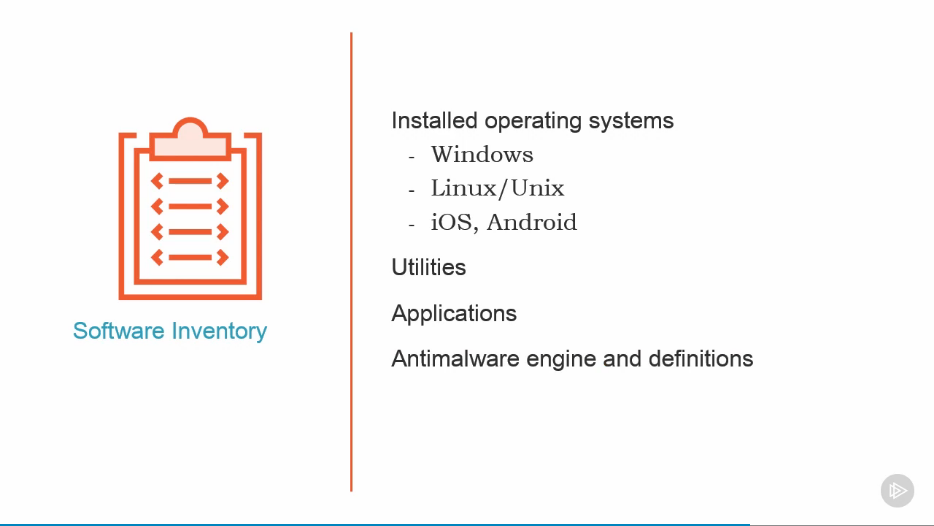 Software Inventory
Installed operating systems
- Windows
- Linux/Unix
- iOS, Android
Utilities
Applications
Antimalware engine and definitions